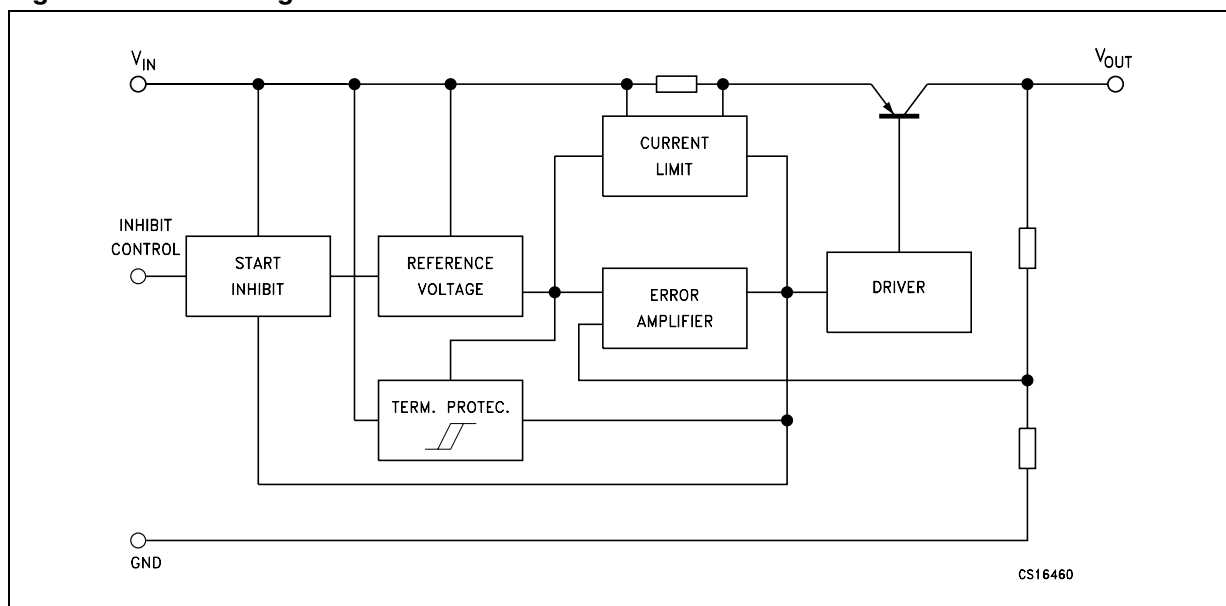 V_IN
V_OUT
CURRENT
LIMIT
INHIBIT
CONTROL
START
INHIBIT
REFERENCE
VOLTAGE
ERROR
AMPLIFIER
DRIVER
TERM. PROTEC.
GND
CS16460